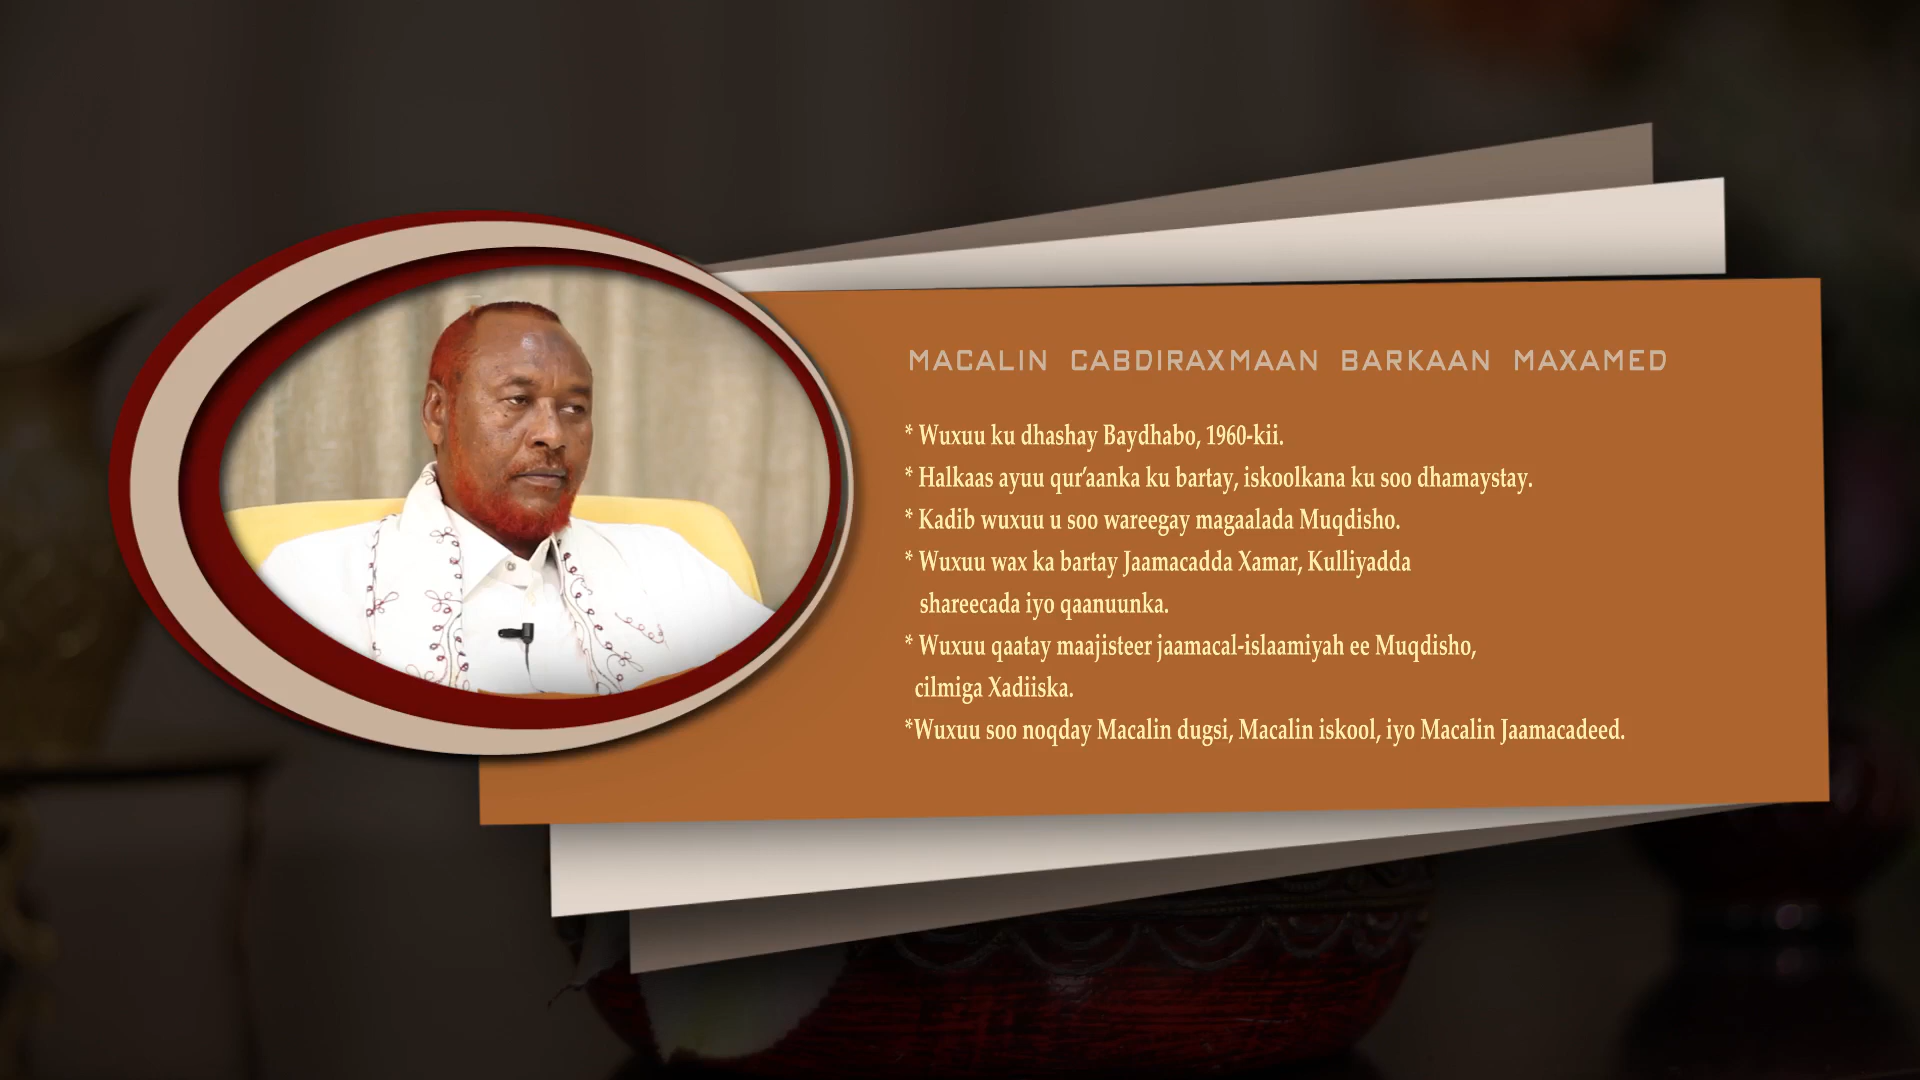 MACALIN CABDIRAXMAAN BARKAAN MAXAMED
* Wuxuu ku dhashay Baydhabo, 1960-kii.
* Halkaas ayuu qur’aanka ku bartay, iskoolkana ku soo dhamaystay.
* Kadib wuxuu u soo wareegay magaalada Muqdisho.
* Wuxuu wax ka bartay Jaamacadda Xamar, Kulliyadda
shareecada iyo qaanuunka.
* Wuxuu qaatay maajisteer jaamacal-islaamiyah ee Muqdisho,
cilmiga Xadiiska.
*Wuxuu soo noqday Macalin dugsi, Macalin iskool, iyo Macalin Jaamacadeed.